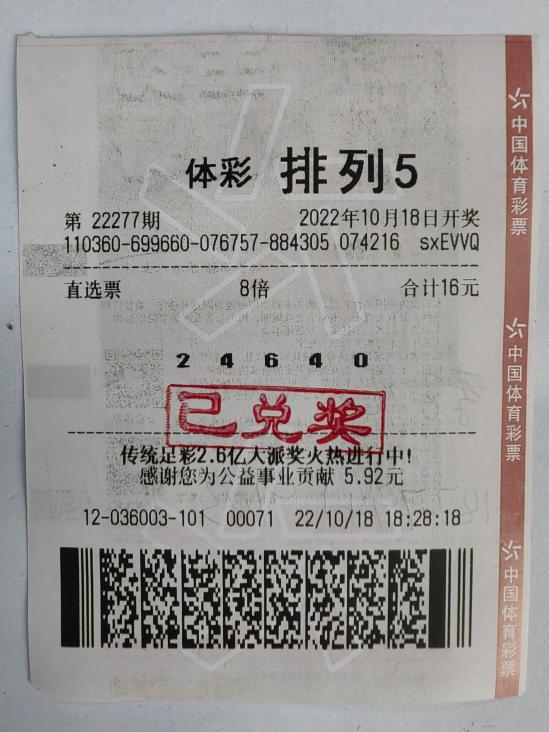 体彩 排列5
第 22277期 2022年10月18日开奖
110360-699660-076757-884305 074216 sxEVVQ
直选票 8倍 合计16元
2 4 6 4 0
已兑奖
传统足彩2.6亿大派奖火热进行中!
感谢您为公益事业贡献 5.92元
12-036003-101 00071 22/10/18 18:28:18
中国体育彩票
中国体育彩票
中国体育彩票